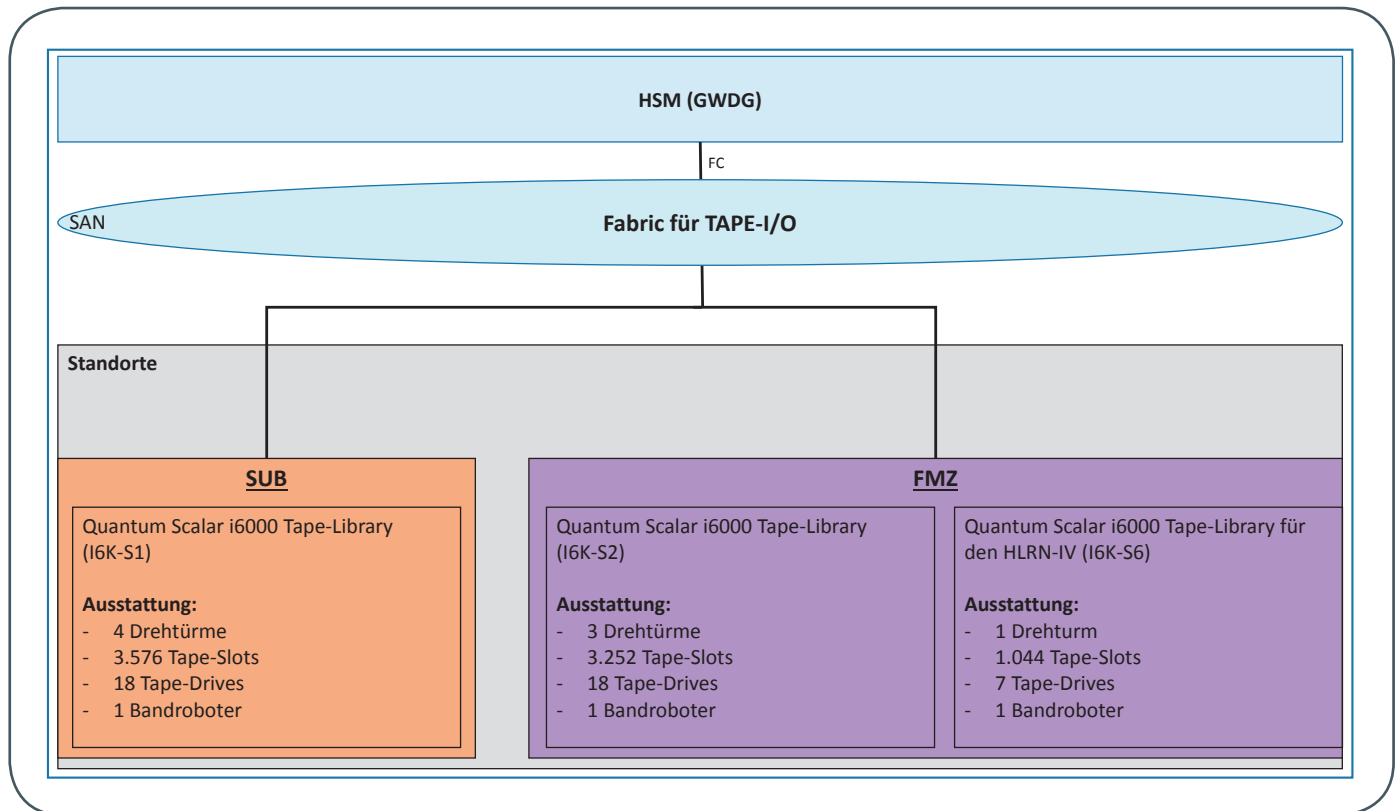 HSM (GWDG)
FC
SAN
Fabric für TAPE-I/O
Standorte
SUB
Quantum Scalar i6000 Tape-Library
(I6K-S1)
Ausstattung:
- 4 Drehtürme
- 3.576 Tape-Slots
- 18 Tape-Drives
- 1 Bandroboter
FMZ
Quantum Scalar i6000 Tape-Library
(I6K-S2)
Ausstattung:
- 3 Drehtürme
- 3.252 Tape-Slots
- 18 Tape-Drives
- 1 Bandroboter
Quantum Scalar i6000 Tape-Library für
den HLRN-IV (I6K-S6)
Ausstattung:
- 1 Drehturm
- 1.044 Tape-Slots
- 7 Tape-Drives
- 1 Bandroboter